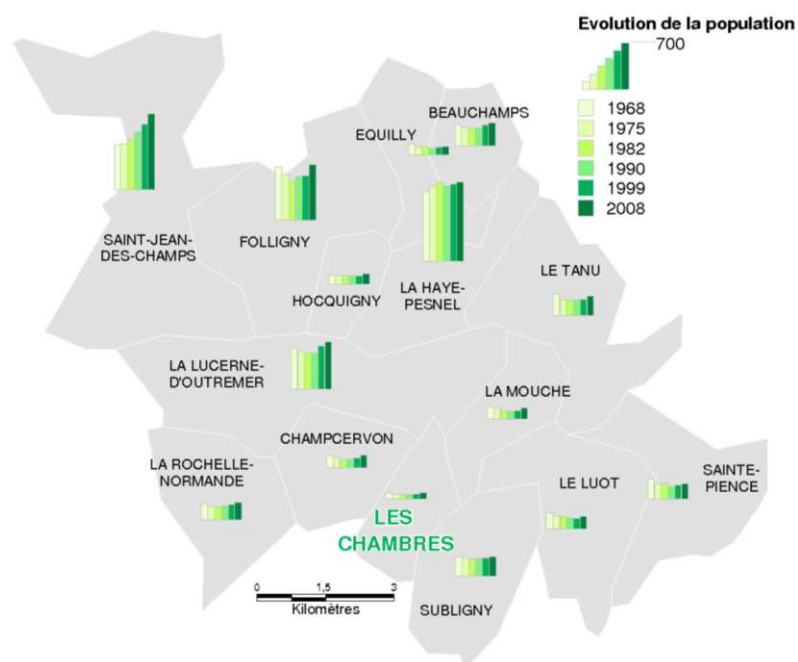 Evolution de la population
700
1968
1975
1982
1990
1999
2008
BEAUCHAMPS
EQUILLY
SAINT-JEAN-
DES-CHAMPS
FOLLIGNY
HOCQUIGNY
LA HAYE-
PESNEL
LE TANU
LA LUCERNE-
D'OUTREMER
LA MOUCHE
CHAMPCERVON
LA ROCHELLE-
NORMANDE
LE LUOT
SAINTE-
PIENCE
LES
CHAMBRES
SUBLIGNY
0 1,5 3
Kilomètres